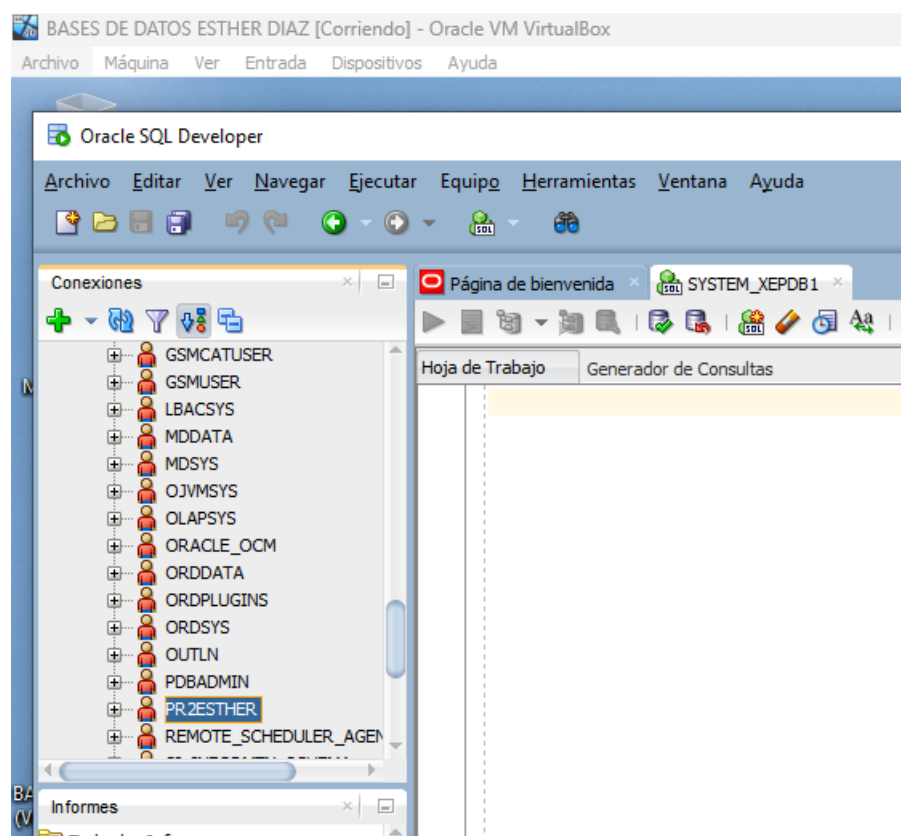 BASES DE DATOS ESTHER DIAZ [Corriendo] - Oracle VM VirtualBox
Archivo Máquina Ver Entrada Dispositivos Ayuda
Oracle SQL Developer
Archivo Editar Ver Navegar Ejecutar Equipo Herramientas Ventana Ayuda
Conexiones
Página de bienvenida
SYSTEM_XEPDB1
Hoja de Trabajo
Generador de Consultas
GSMCATUSER
GSMUSER
LBACSYS
MDDATA
MDSYS
OJVMSYS
OLAPSYS
ORACLE_OCM
ORDDATA
ORDPLUGINS
ORDSYS
OUTLN
PDBADMIN
PR2ESTHER
REMOTE_SCHEDULER_AGEN
Informes